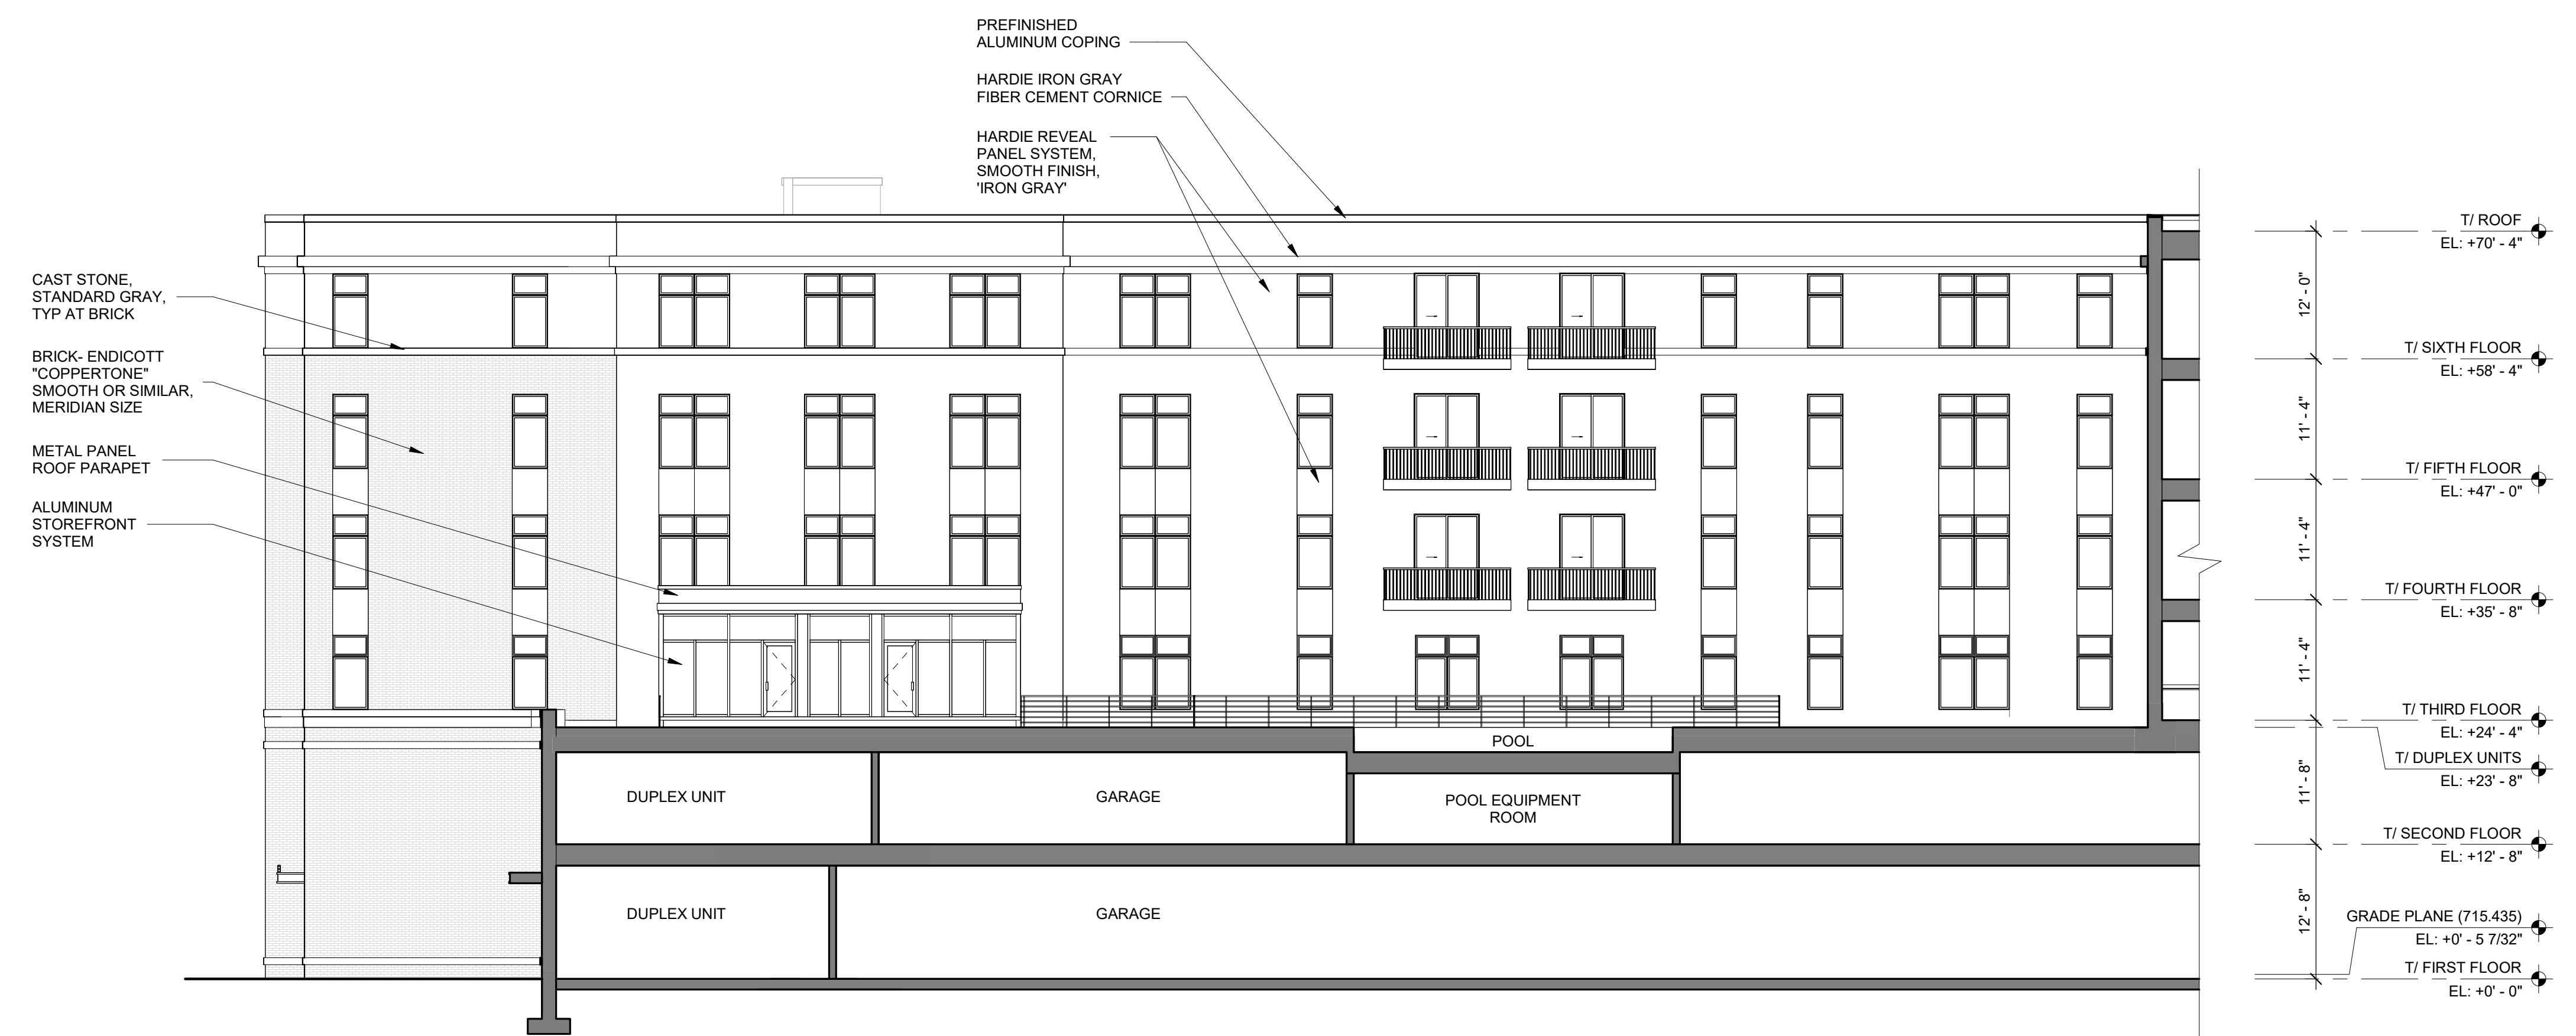 PREFINISHED
ALUMINUM COPING
HARDIE IRON GRAY
FIBER CEMENT CORNICE
HARDIE REVEAL
PANEL SYSTEM,
SMOOTH FINISH,
'IRON GRAY'
CAST STONE,
STANDARD GRAY,
TYP AT BRICK
BRICK- ENDICOTT
"COPPERTONE"
SMOOTH OR SIMILAR,
MERIDIAN SIZE
METAL PANEL
ROOF PARAPET
ALUMINUM
STOREFRONT
SYSTEM
POOL
DUPLEX UNIT
GARAGE
POOL EQUIPMENT
ROOM
DUPLEX UNIT
GARAGE
12' - 0"
11' - 4"
11' - 4"
11' - 4"
11' - 8"
12' - 8"
T/ ROOF
EL: +70' - 4"
T/ SIXTH FLOOR
EL: +58' - 4"
T/ FIFTH FLOOR
EL: +47' - 0"
T/ FOURTH FLOOR
EL: +35' - 8"
T/ THIRD FLOOR
EL: +24' - 4"
T/ DUPLEX UNITS
EL: +23' - 8"
T/ SECOND FLOOR
EL: +12' - 8"
GRADE PLANE (715.435)
EL: +0' - 5 7/32"
T/ FIRST FLOOR
EL: +0' - 0"